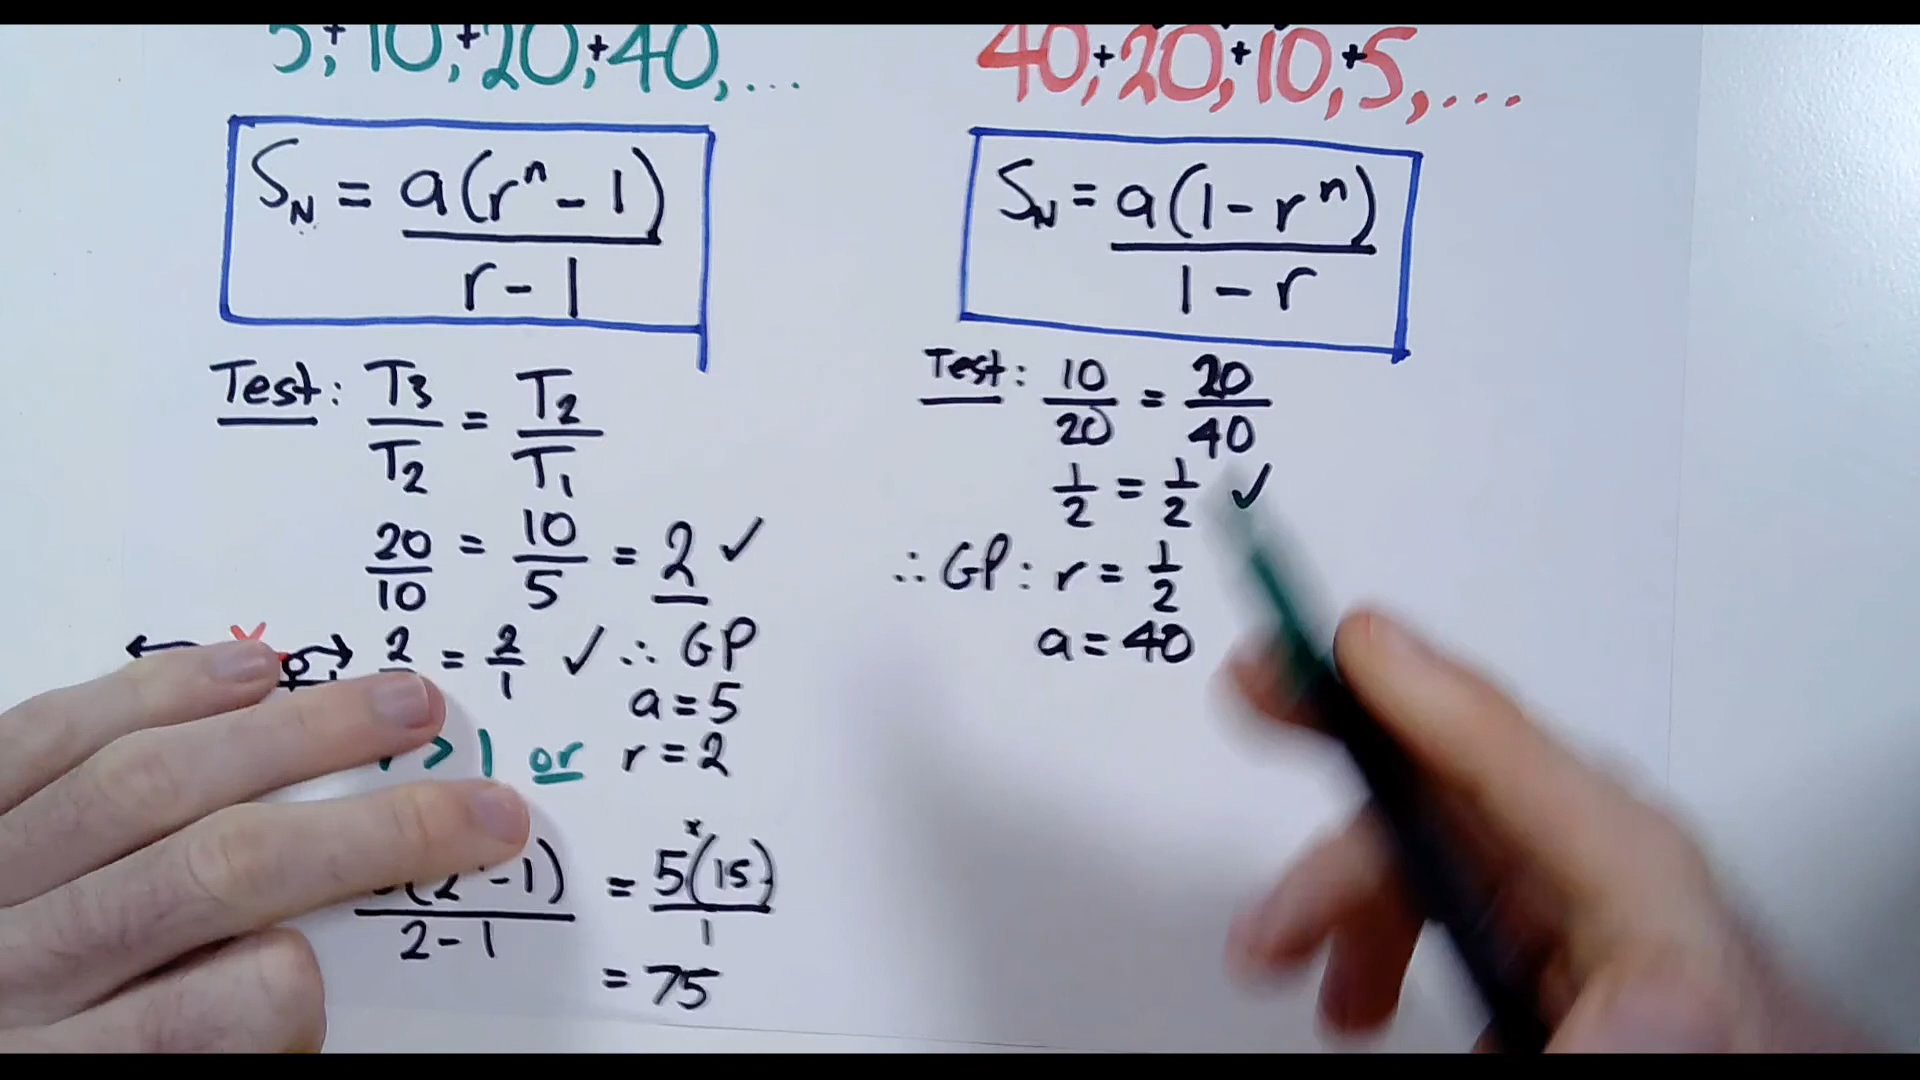 5, + 10, + 20, + 40, ...
S_N = a(r^n - 1) / r - 1
Test: T3/T2 = T2/T1
20/10 = 10/5 = 2 ✓
2 = 2/1 ✓ ∴ GP
a = 5
> 1 or r = 2
-1) / 2 - 1 = 5 × (15) / 1
= 75
40, + 20, + 10, + 5, ...
S_N = a(1 - r^n) / 1 - r
Test: 10/20 = 20/40
1/2 = 1/2 ✓
∴ GP: r = 1/2
a = 40